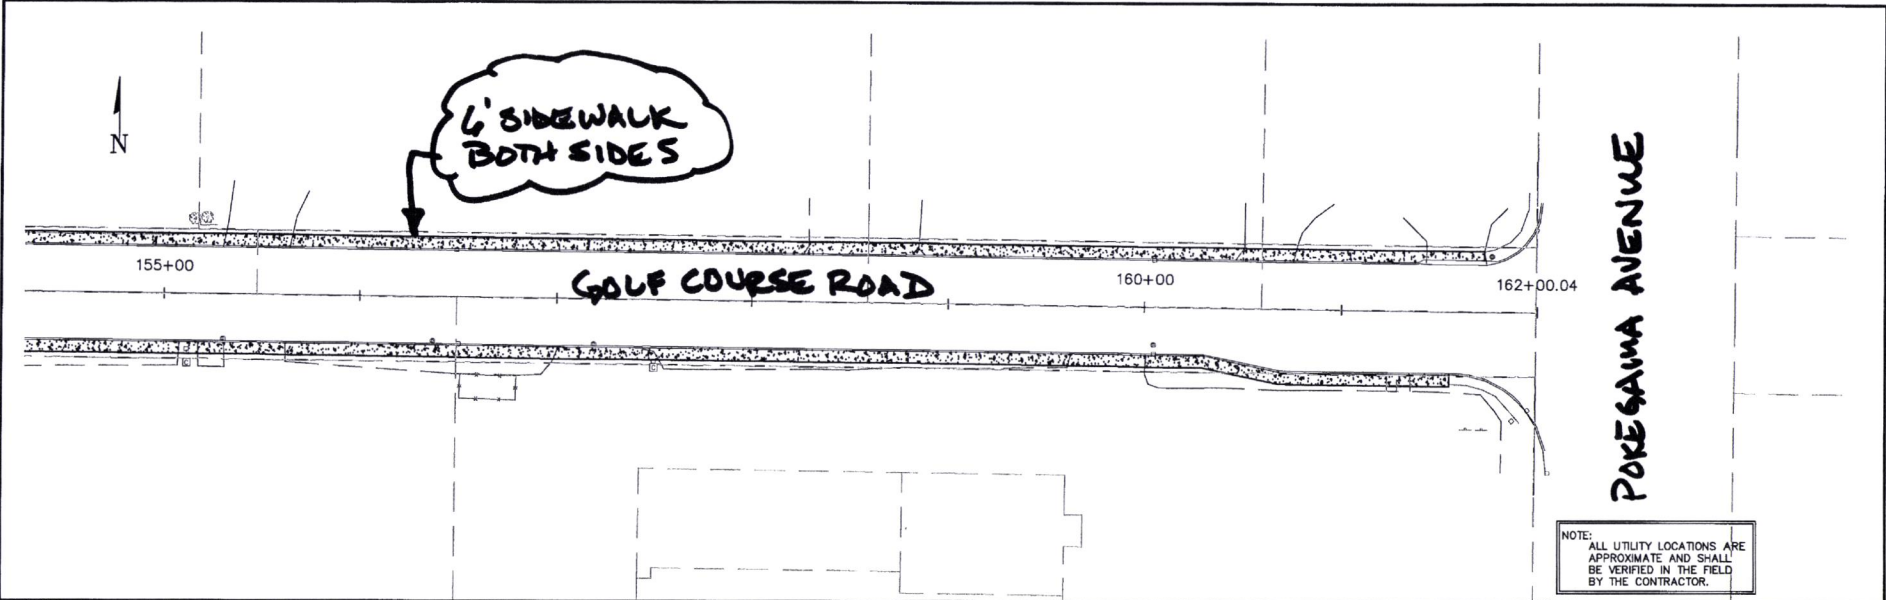 N
6' SIDEWALK
BOTH SIDES
155+00
GOLF COURSE ROAD
160+00
162+00.04
POKEGAMA AVENUE
NOTE:
ALL UTILITY LOCATIONS ARE
APPROXIMATE AND SHALL
BE VERIFIED IN THE FIELD
BY THE CONTRACTOR.